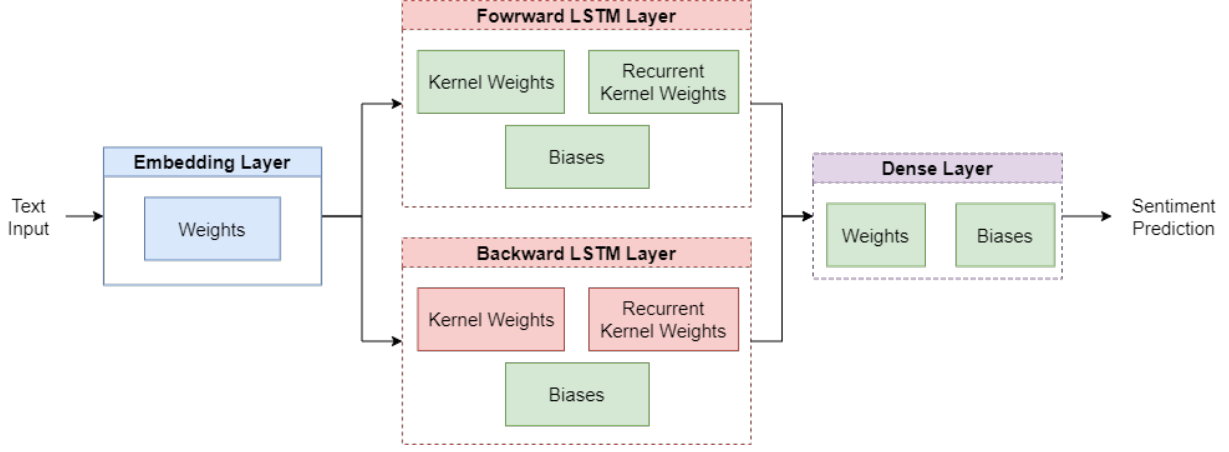 Text
Input
Embedding Layer
Weights
Fowrward LSTM Layer
Kernel Weights
Recurrent
Kernel Weights
Biases
Backward LSTM Layer
Kernel Weights
Recurrent
Kernel Weights
Biases
Dense Layer
Weights
Biases
Sentiment
Prediction